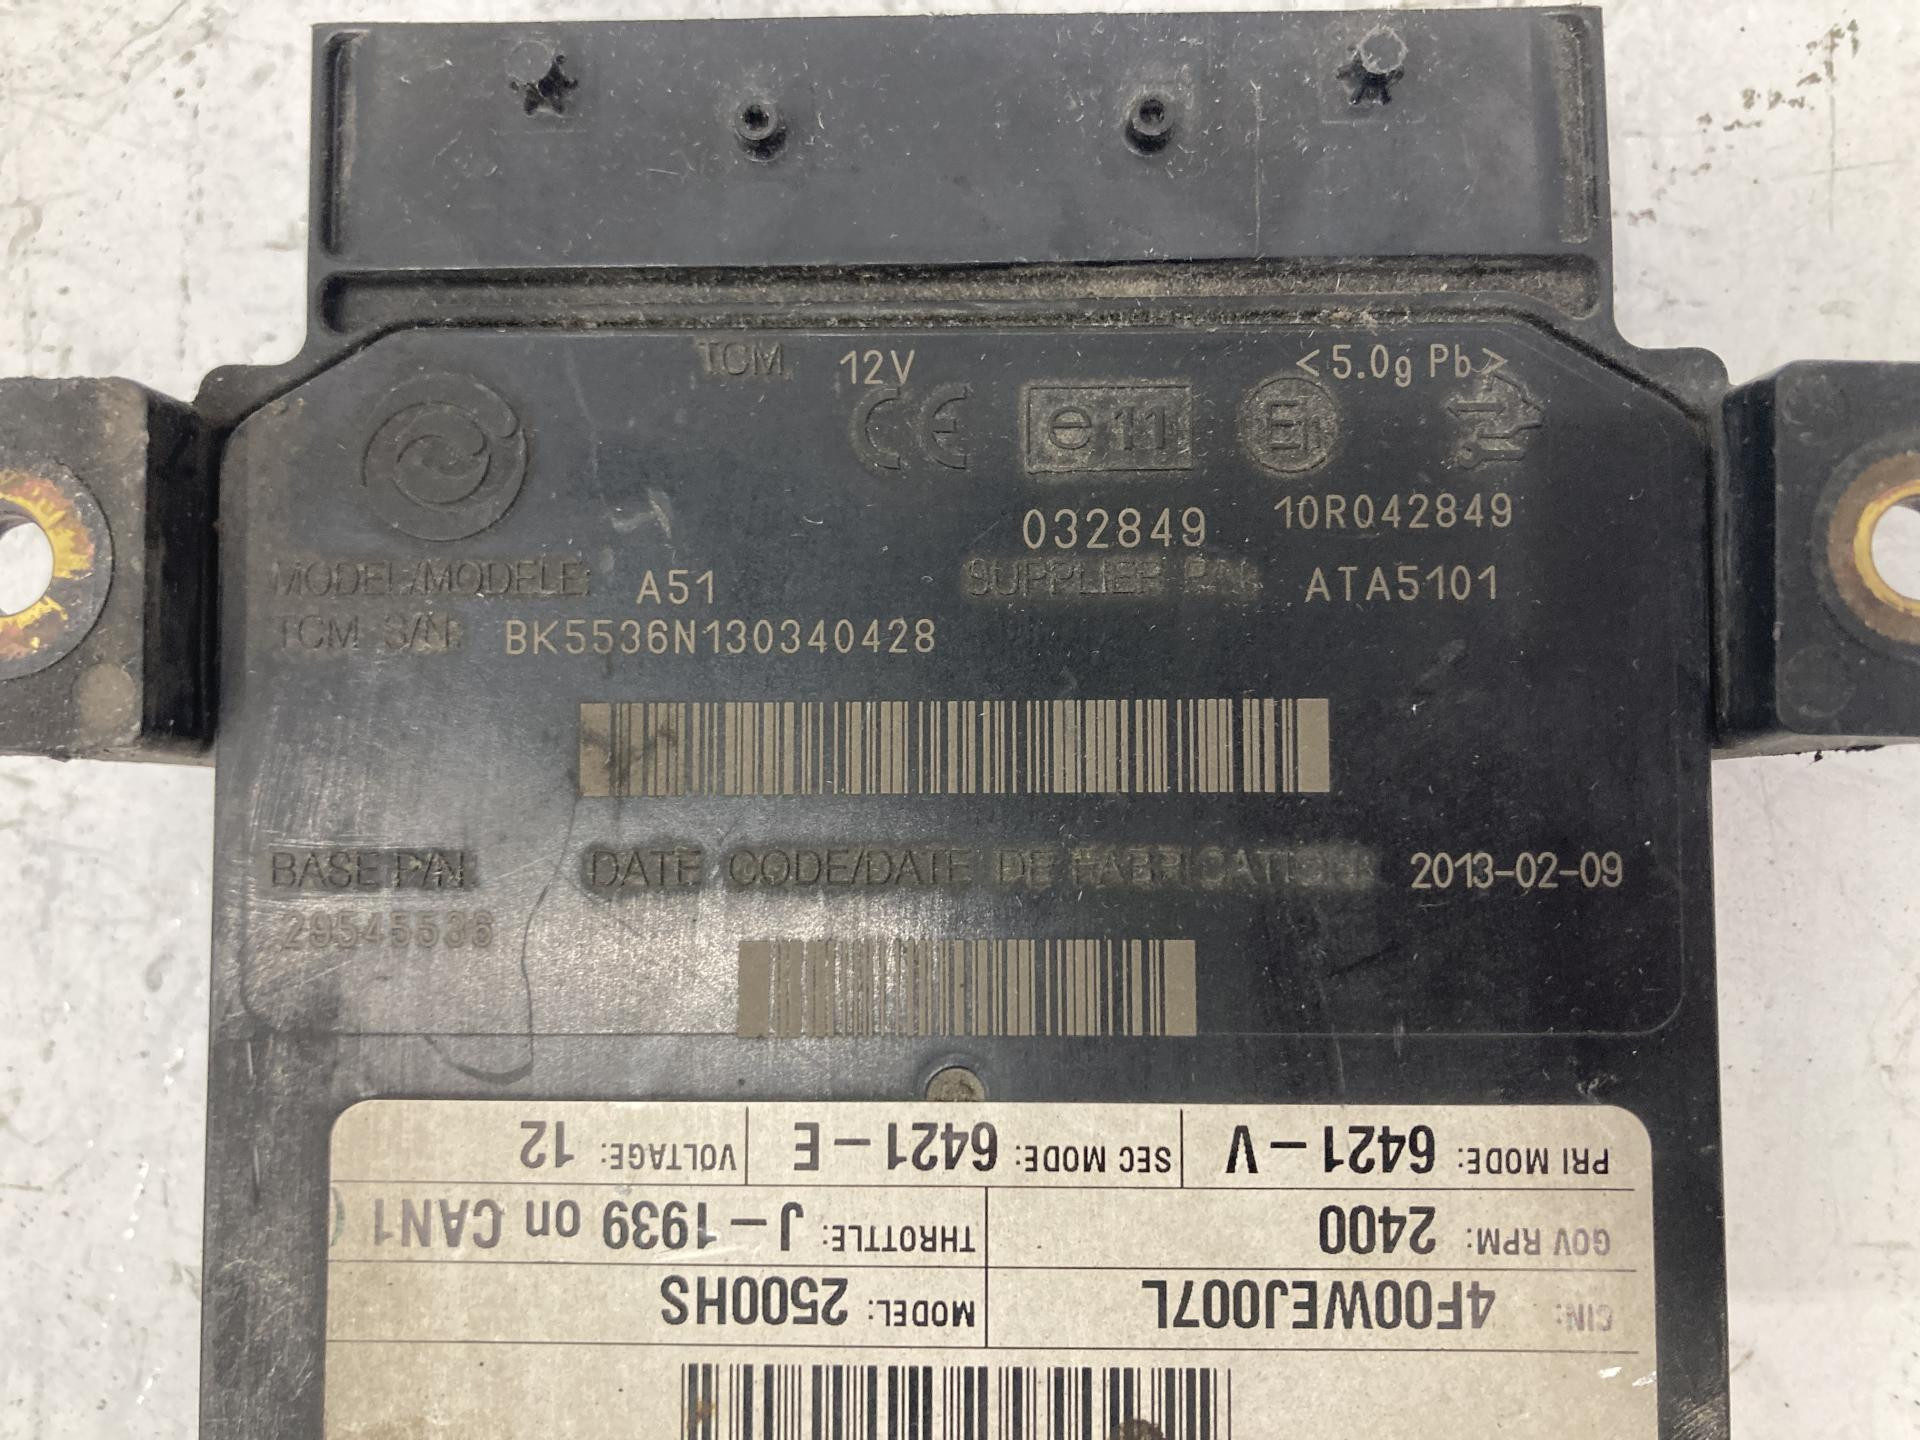 TCM 12V <5.0g Pb>
CE e11 E11
032849 10R042849
MODEL/MODELE: A51 SUPPLIER P/N: ATA5101
TCM S/N: BK5536N130340428
BASE P/N: DATE CODE/DATE DE FABRICATION: 2013-02-09
29545536
CIN: 4F00WEJ007L MODEL: 2500HS
GOV RPM: 2400 THROTTLE: J-1939 on CAN1 (
PRI MODE: 6421-V SEC MODE: 6421-E VOLTAGE: 12